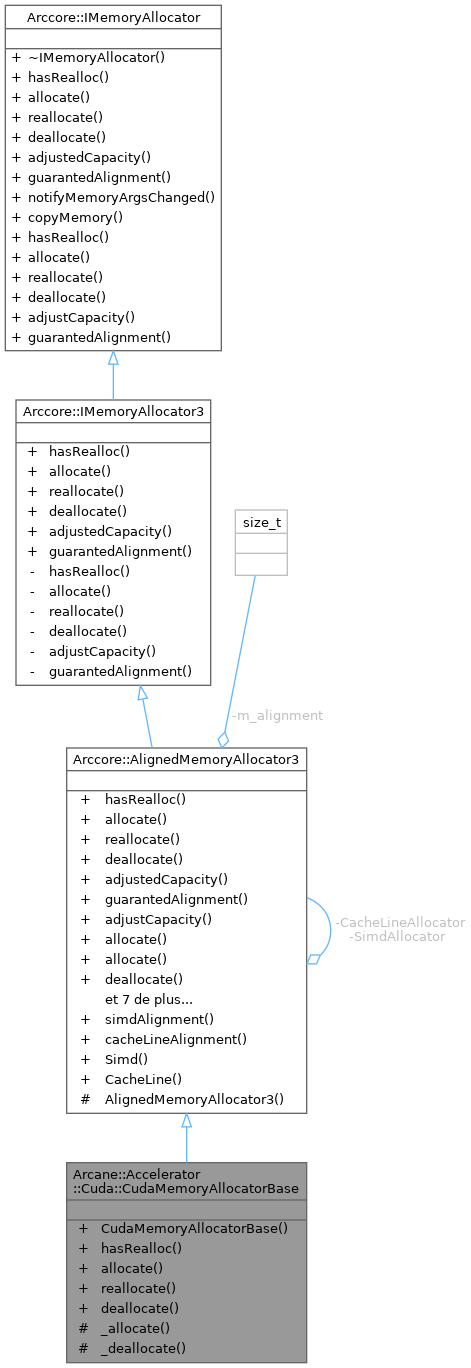 Arccore::IMemoryAllocator
+ ~IMemoryAllocator()
+ hasRealloc()
+ allocate()
+ reallocate()
+ deallocate()
+ adjustedCapacity()
+ guarantedAlignment()
+ notifyMemoryArgsChanged()
+ copyMemory()
+ hasRealloc()
+ allocate()
+ reallocate()
+ deallocate()
+ adjustCapacity()
+ guarantedAlignment()
Arccore::IMemoryAllocator3
+ hasRealloc()
+ allocate()
+ reallocate()
+ deallocate()
+ adjustedCapacity()
+ guarantedAlignment()
- hasRealloc()
- allocate()
- reallocate()
- deallocate()
- adjustCapacity()
- guarantedAlignment()
size_t
-m_alignment
Arccore::AlignedMemoryAllocator3
+ hasRealloc()
+ allocate()
+ reallocate()
+ deallocate()
+ adjustedCapacity()
+ guarantedAlignment()
+ adjustCapacity()
+ allocate()
+ allocate()
+ deallocate()
et 7 de plus...
+ simdAlignment()
+ cacheLineAlignment()
+ Simd()
+ CacheLine()
# AlignedMemoryAllocator3()
-CacheLineAllocator
-SimdAllocator
Arcane::Accelerator
::Cuda::CudaMemoryAllocatorBase
+ CudaMemoryAllocatorBase()
+ hasRealloc()
+ allocate()
+ reallocate()
+ deallocate()
# _allocate()
# _deallocate()